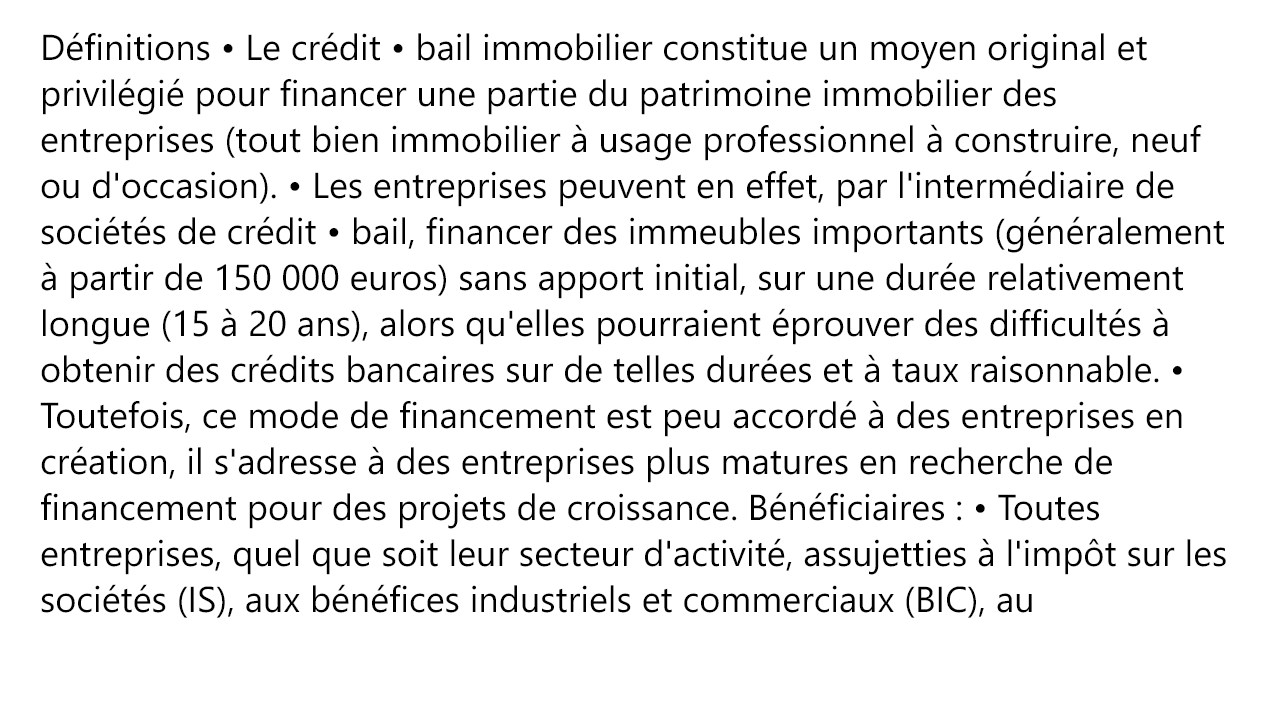 Définitions • Le crédit • bail immobilier constitue un moyen original et
privilégié pour financer une partie du patrimoine immobilier des
entreprises (tout bien immobilier à usage professionnel à construire, neuf
ou d'occasion). • Les entreprises peuvent en effet, par l'intermédiaire de
sociétés de crédit • bail, financer des immeubles importants (généralement
à partir de 150 000 euros) sans apport initial, sur une durée relativement
longue (15 à 20 ans), alors qu'elles pourraient éprouver des difficultés à
obtenir des crédits bancaires sur de telles durées et à taux raisonnable. •
Toutefois, ce mode de financement est peu accordé à des entreprises en
création, il s'adresse à des entreprises plus matures en recherche de
financement pour des projets de croissance. Bénéficiaires : • Toutes
entreprises, quel que soit leur secteur d'activité, assujetties à l'impôt sur les
sociétés (IS), aux bénéfices industriels et commerciaux (BIC), au